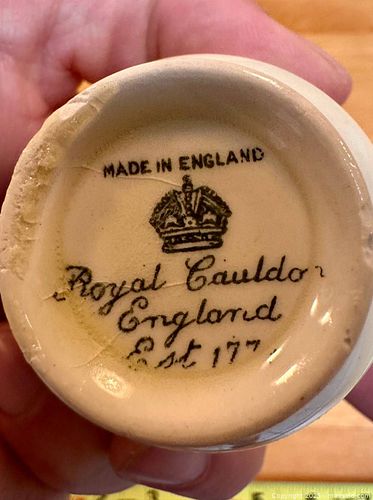 MADE IN ENGLAND
Royal Cauldon
England
Est 177